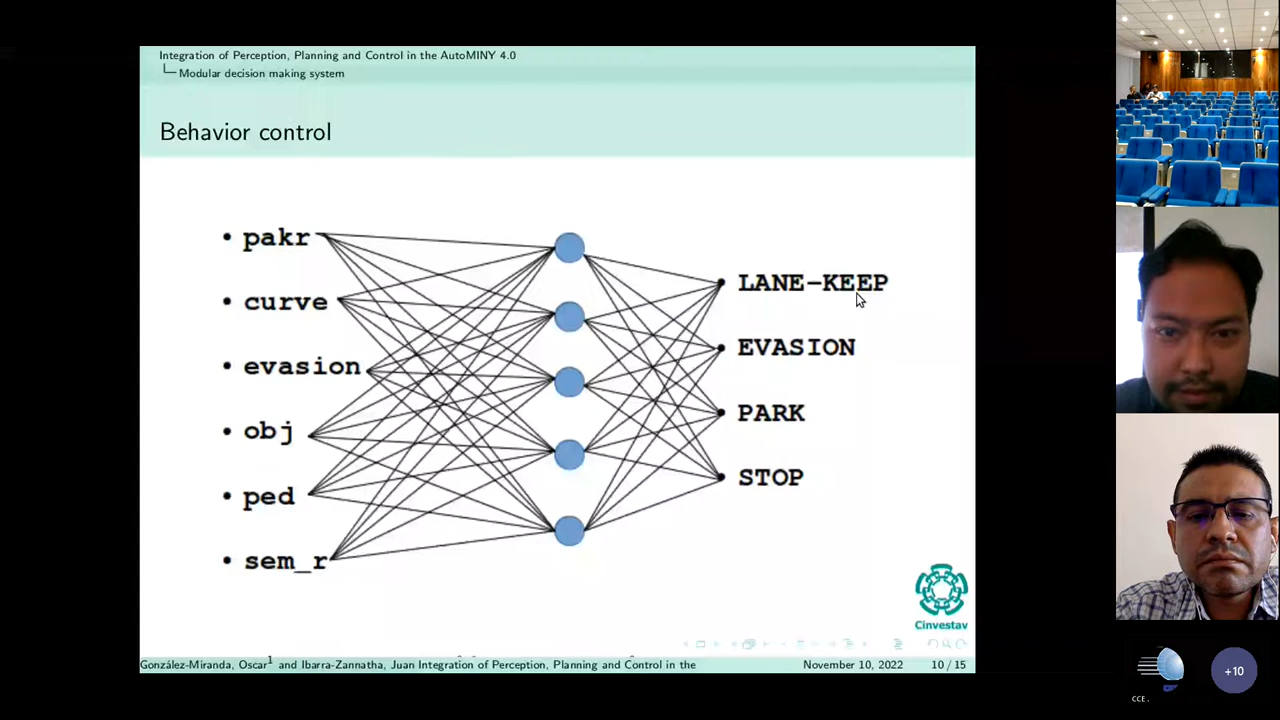 Integration of Perception, Planning and Control in the AutoMINY 4.0
Modular decision making system
Behavior control
• pakr
• curve
• evasion
• obj
• ped
• sem_r
• LANE-KEEP
• EVASION
• PARK
• STOP
Cinvestav
González-Miranda, Oscar¹ and Ibarra-Zannatha, Juan Integration of Perception, Planning and Control in the
November 10, 2022
10 / 15
CCE.
+10